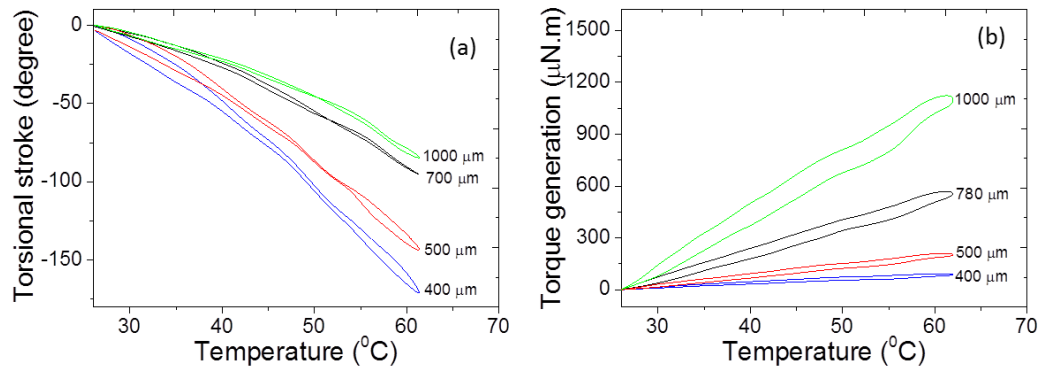 (a)
Torsional stroke (degree)
0
-50
-100
-150
1000 μm
700 μm
500 μm
400 μm
30 40 50 60 70
Temperature (⁰C)
(b)
Torque generation (μN.m)
1500
1200
900
600
300
0
1000 μm
780 μm
500 μm
400 μm
30 40 50 60 70
Temperature (⁰C)